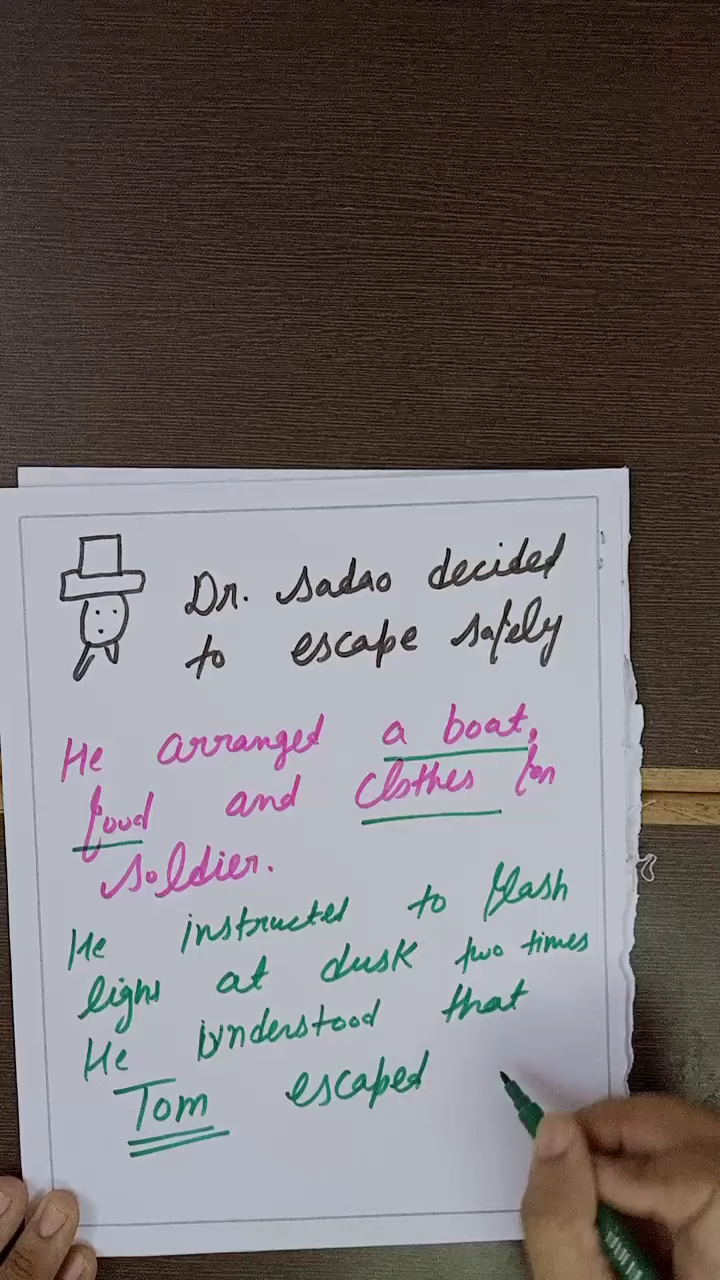 Dr. Sadao decided
to escape safely
He arranged a boat,
food and clothes for
soldier.
He instructed to flash
light at dusk two times
He understood that
Tom escaped